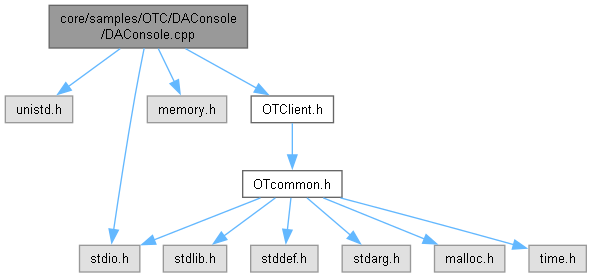 core/samples/OTC/DAConsole
/DAConsole.cpp
unistd.h
memory.h
OTClient.h
OTcommon.h
stdio.h
stdlib.h
stddef.h
stdarg.h
malloc.h
time.h